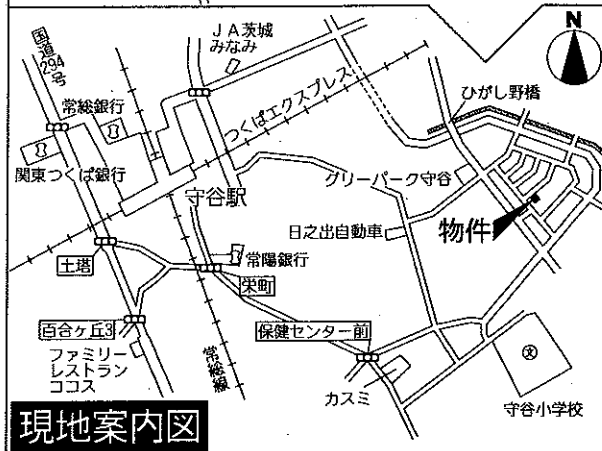 N
国道294号
JA茨城
みなみ
常総銀行
つくばエクスプレス
ひがし野橋
関東つくば銀行
守谷駅
グリーパーク守谷
日之出自動車
物件
土塔
常陽銀行
栄町
百合ヶ丘3
保健センター前
ファミリー
レストラン
ココス
常総線
カスミ
文
守谷小学校
現地案内図